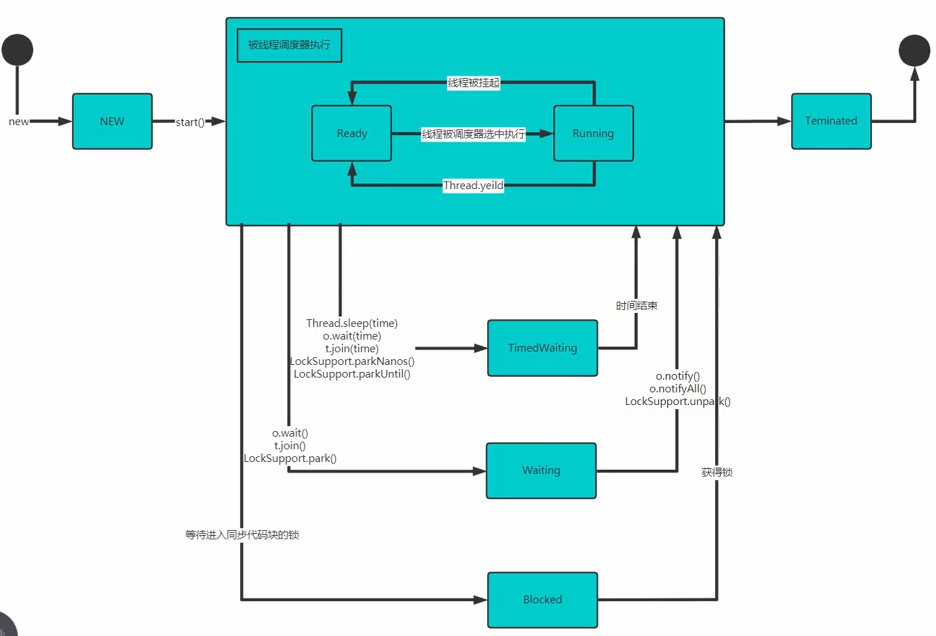 被线程调度器执行
线程被挂起
new
NEW
start()
Ready
线程被调度器选中执行
Running
Teminated
Thread.yeild
Thread.sleep(time)
o.wait(time)
t.join(time)
LockSupport.parkNanos()
LockSupport.parkUntil()
TimedWaiting
时间结束
o.notify()
o.notifyAll()
LockSupport.unpark()
o.wait()
t.join()
LockSupport.park()
Waiting
获得锁
等待进入同步代码块的锁
Blocked